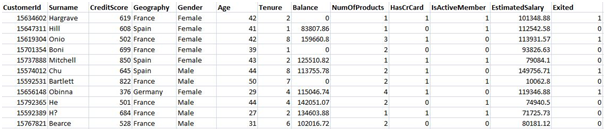 CustomerId Surname CreditScore Geography Gender Age Tenure Balance NumOfProducts HasCrCard IsActiveMember EstimatedSalary Exited
15634602 Hargrave 619 France Female 42 2 0 1 1 1 101348.88 1
15647311 Hill 608 Spain Female 41 1 83807.86 1 0 1 112542.58 0
15619304 Onio 502 France Female 42 8 159660.8 3 1 0 113931.57 1
15701354 Boni 699 France Female 39 1 0 2 0 0 93826.63 0
15737888 Mitchell 850 Spain Female 43 2 125510.82 1 1 1 79084.1 0
15574012 Chu 645 Spain Male 44 8 113755.78 2 1 0 149756.71 1
15592531 Bartlett 822 France Male 50 7 0 2 1 1 10062.8 0
15656148 Obinna 376 Germany Female 29 4 115046.74 4 1 0 119346.88 1
15792365 He 501 France Male 44 4 142051.07 2 0 1 74940.5 0
15592389 H? 684 France Male 27 2 134603.88 1 1 1 71725.73 0
15767821 Bearce 528 France Male 31 6 102016.72 2 0 0 80181.12 0